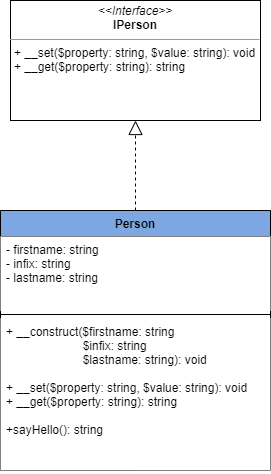 <<Interface>>
IPerson
+ __set($property: string, $value: string): void
+ __get($property: string): string
Person
- firstname: string
- infix: string
- lastname: string
+ __construct($firstname: string
$infix: string
$lastname: string): void
+ __set($property: string, $value: string): void
+ __get($property: string): string
+sayHello(): string